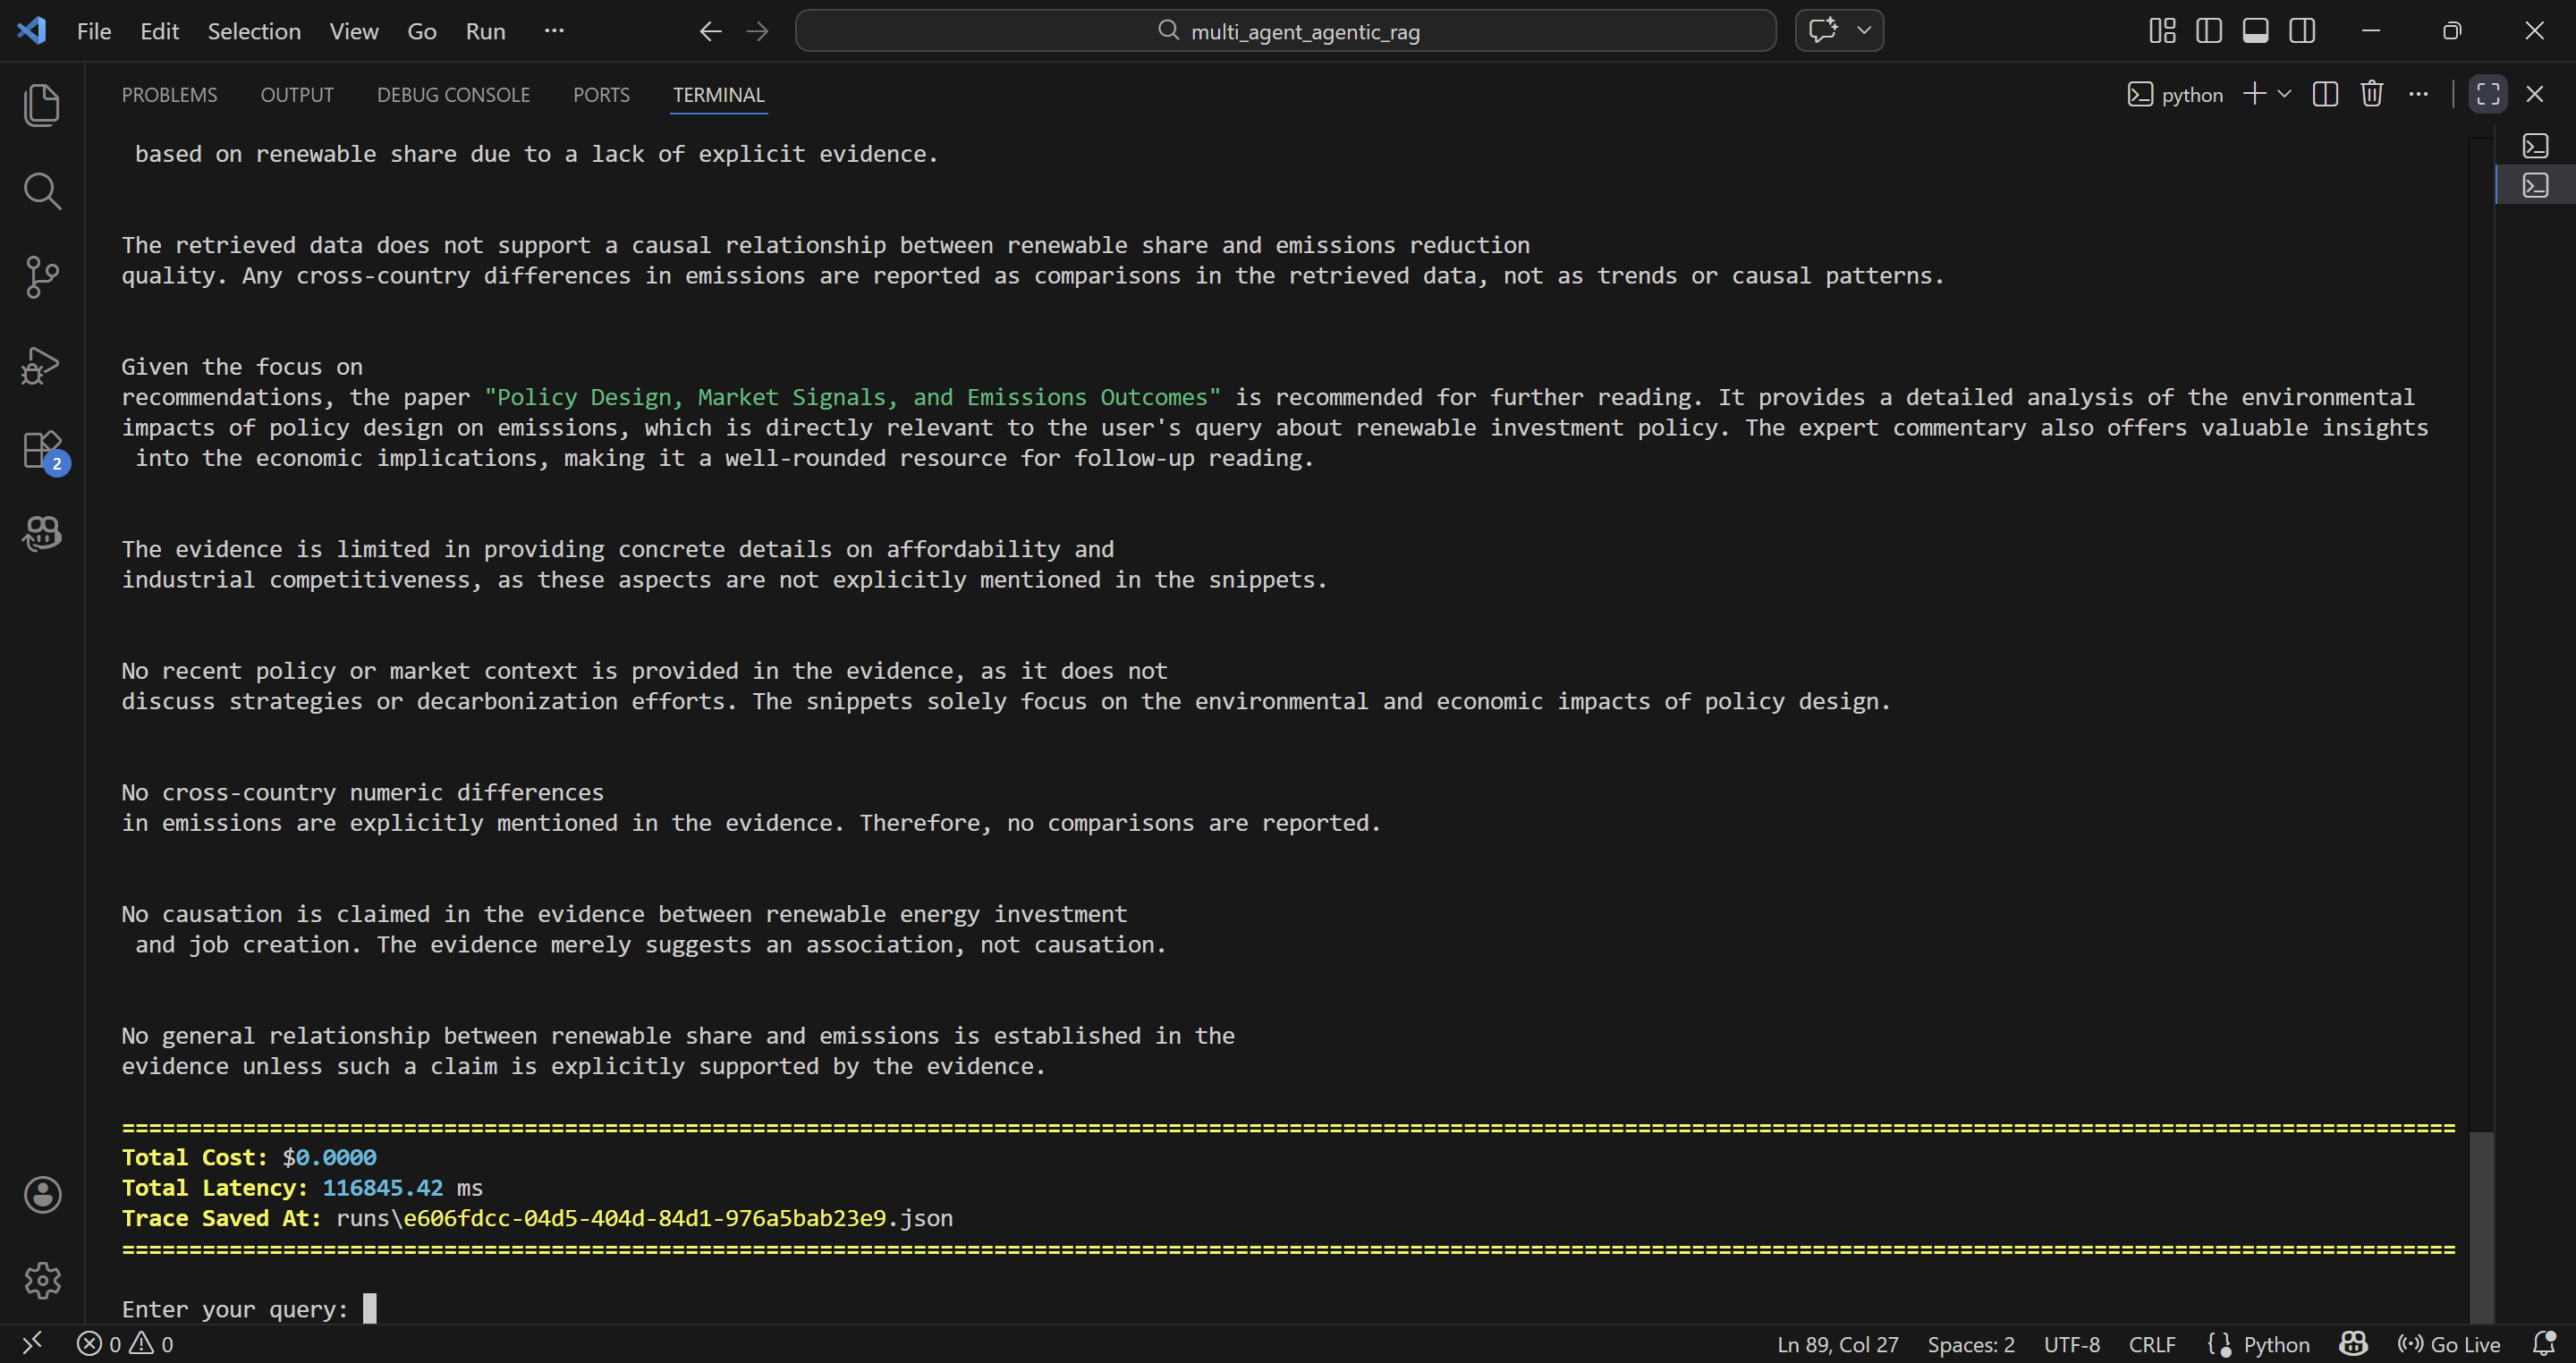 File Edit Selection View Go Run ···
multi_agent_agentic_rag
PROBLEMS OUTPUT DEBUG CONSOLE PORTS TERMINAL
python
based on renewable share due to a lack of explicit evidence.
The retrieved data does not support a causal relationship between renewable share and emissions reduction
quality. Any cross-country differences in emissions are reported as comparisons in the retrieved data, not as trends or causal patterns.
Given the focus on
recommendations, the paper "Policy Design, Market Signals, and Emissions Outcomes" is recommended for further reading. It provides a detailed analysis of the environmental
impacts of policy design on emissions, which is directly relevant to the user's query about renewable investment policy. The expert commentary also offers valuable insights
into the economic implications, making it a well-rounded resource for follow-up reading.
The evidence is limited in providing concrete details on affordability and
industrial competitiveness, as these aspects are not explicitly mentioned in the snippets.
No recent policy or market context is provided in the evidence, as it does not
discuss strategies or decarbonization efforts. The snippets solely focus on the environmental and economic impacts of policy design.
No cross-country numeric differences
in emissions are explicitly mentioned in the evidence. Therefore, no comparisons are reported.
No causation is claimed in the evidence between renewable energy investment
and job creation. The evidence merely suggests an association, not causation.
No general relationship between renewable share and emissions is established in the
evidence unless such a claim is explicitly supported by the evidence.
Total Cost: $0.0000
Total Latency: 116845.42 ms
Trace Saved At: runs\e606fdcc-04d5-404d-84d1-976a5bab23e9.json
Enter your query:
2
0 0
Ln 89, Col 27 Spaces: 2 UTF-8 CRLF { } Python Go Live